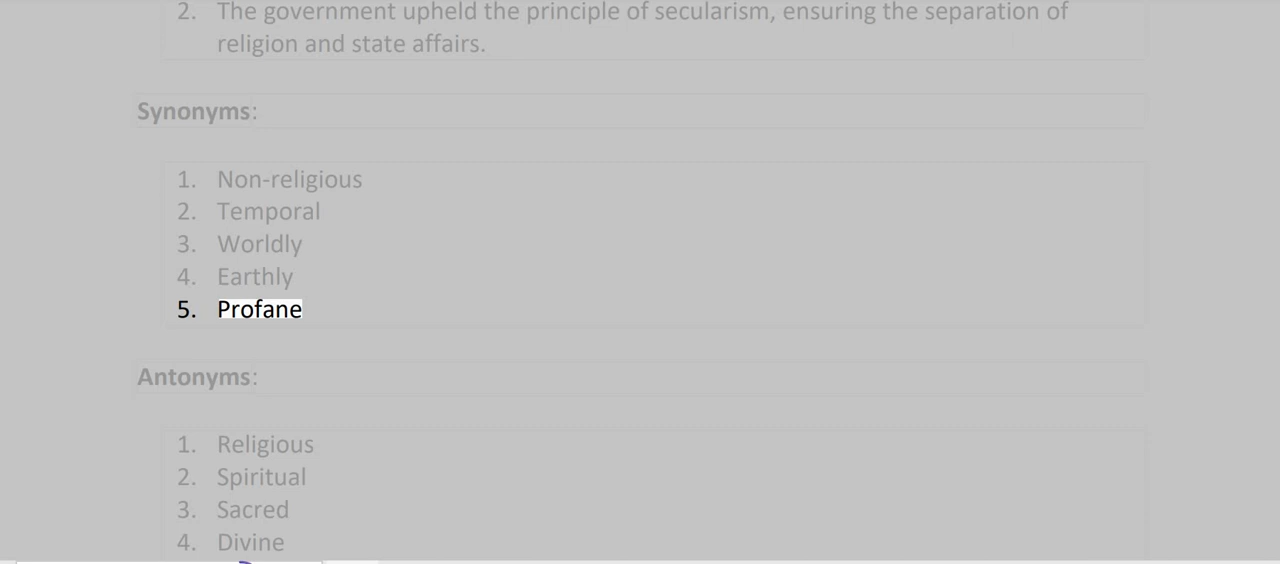 2. The government upheld the principle of secularism, ensuring the separation of
religion and state affairs.
Synonyms:
1. Non-religious
2. Temporal
3. Worldly
4. Earthly
5. Profane
Antonyms:
1. Religious
2. Spiritual
3. Sacred
4. Divine